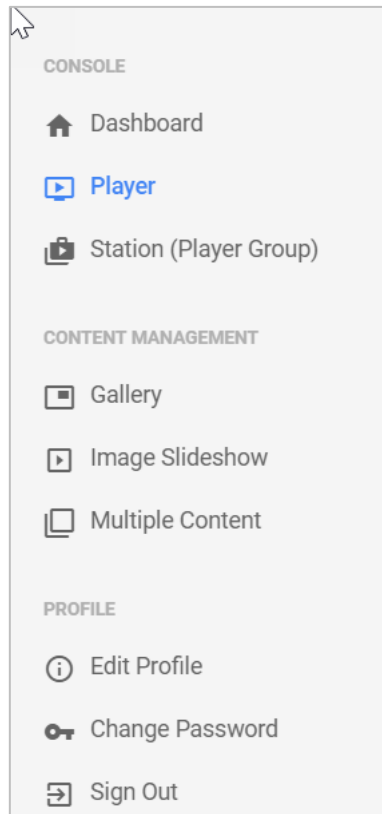 CONSOLE
Dashboard
Player
Station (Player Group)
CONTENT MANAGEMENT
Gallery
Image Slideshow
Multiple Content
PROFILE
Edit Profile
Change Password
Sign Out